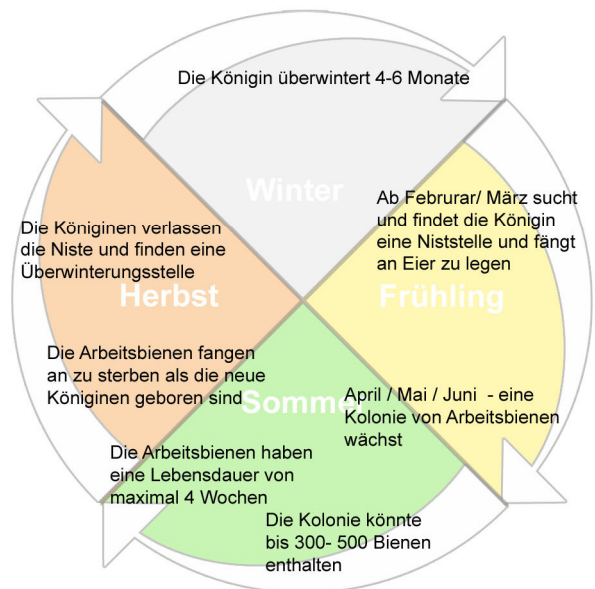 Die Königin überwintert 4-6 Monate
Winter
Ab Februrar/ März sucht
und findet die Königin
eine Niststelle und fängt
an Eier zu legen
Frühling
April / Mai / Juni - eine
Kolonie von Arbeitsbienen
wächst
Sommer
Die Kolonie könnte
bis 300- 500 Bienen
enthalten
Die Arbeitsbienen haben
eine Lebensdauer von
maximal 4 Wochen
Die Arbeitsbienen fangen
an zu sterben als die neue
Königinen geboren sind
Herbst
Die Königinen verlassen
die Niste und finden eine
Überwinterungsstelle